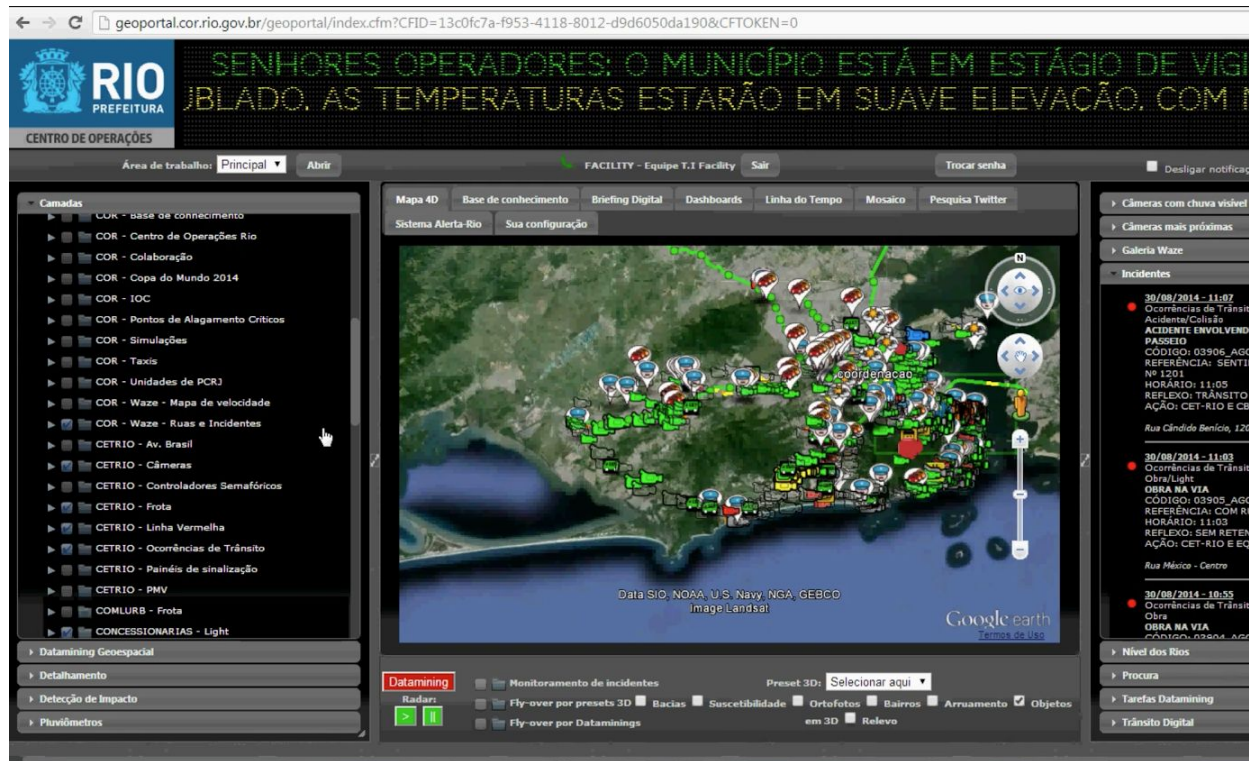 geoportal.cor.rio.gov.br/geoportal/index.cfm?CFID=13c0fc7a-f953-4118-8012-d9d6050da190&CFTOKEN=0
RIO
PREFEITURA
CENTRO DE OPERAÇÕES
SENHORES OPERADORES: O MUNICÍPIO ESTÁ EM ESTÁGIO DE VIGI
JBLADO. AS TEMPERATURAS ESTARÃO EM SUAVE ELEVAÇÃO, COM
Área de trabalho: Principal Abrir
FACILITY - Equipe T.I Facility Sair
Trocar senha
Desligar notificaç
Camadas
COR - Base de conhecimento
COR - Centro de Operações Rio
COR - Colaboração
COR - Copa do Mundo 2014
COR - IOC
COR - Pontos de Alagamento Críticos
COR - Simulações
COR - Taxis
COR - Unidades de PCRJ
COR - Waze - Mapa de velocidade
COR - Waze - Ruas e Incidentes
CETRIO - Av. Brasil
CETRIO - Câmeras
CETRIO - Controladores Semafóricos
CETRIO - Frota
CETRIO - Linha Vermelha
CETRIO - Ocorrências de Trânsito
CETRIO - Painéis de sinalização
CETRIO - PMV
COMLURB - Frota
CONCESSIONARIAS - Light
Datamining Geoespacial
Detalhamento
Detecção de Impacto
Pluviômetros
Mapa 4D Base de conhecimento Briefing Digital Dashboards Linha do Tempo Mosaico Pesquisa Twitter
Sistema Alerta-Rio Sua configuração
N
coordenacao
Data SIO, NOAA, U.S. Navy, NGA, GEBCO
Image Landsat
Google earth
Termos de Uso
Datamining
Radar:
Monitoramento de incidentes
Preset 3D: Selecionar aqui
Fly-over por presets 3D Bacias Suscetibilidade Ortofotos Bairros Arruamento Objetos
em 3D Relevo
Fly-over por Dataminings
Câmeras com chuva visível
Câmeras mais próximas
Galeria Waze
Incidentes
30/08/2014 - 11:07
Ocorrências de Trânsit
Acidente/Colisão
ACIDENTE ENVOLVEND
PASSEIO
CÓDIGO: 03906_AGO
REFERÊNCIA: SENTI
Nº 1201
HORÁRIO: 11:05
REFLEXO: TRÂNSITO
AÇÃO: CET-RIO E CB
Rua Cândido Benício, 120
30/08/2014 - 11:03
Ocorrências de Trânsit
Obra/Light
OBRA NA VIA
CÓDIGO: 03905_AGO
REFERÊNCIA: COM R
HORÁRIO: 11:03
REFLEXO: SEM RETEN
AÇÃO: CET-RIO E EQ
Rua México - Centro
30/08/2014 - 10:55
Ocorrências de Trânsit
Obra
OBRA NA VIA
CÓDIGO: 03904_AGO
Nível dos Rios
Procura
Tarefas Datamining
Trânsito Digital